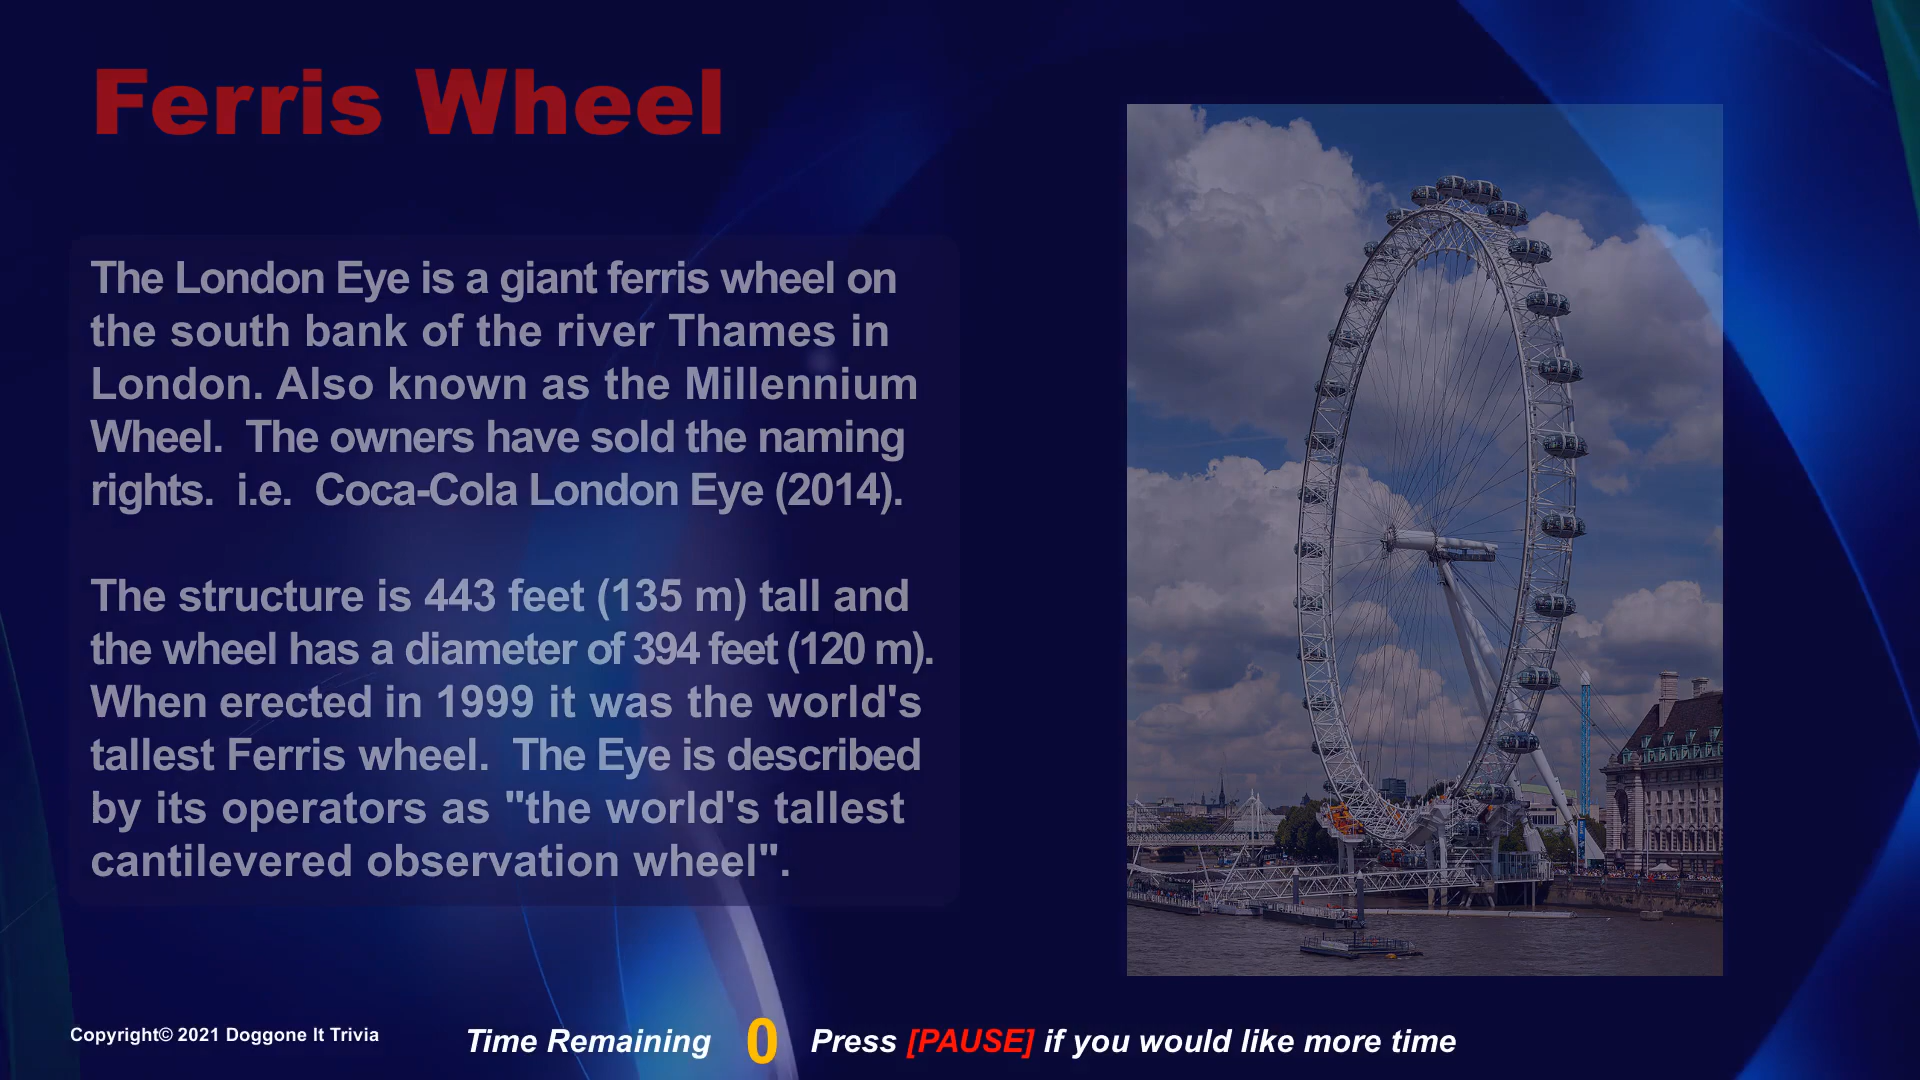 Ferris Wheel
The London Eye is a giant ferris wheel on
the south bank of the river Thames in
London. Also known as the Millennium
Wheel.  The owners have sold the naming
rights.  i.e.  Coca-Cola London Eye (2014).
The structure is 443 feet (135 m) tall and
the wheel has a diameter of 394 feet (120 m).
When erected in 1999 it was the world's
tallest Ferris wheel.  The Eye is described
by its operators as "the world's tallest
cantilevered observation wheel".
Copyright© 2021 Doggone It Trivia
Time Remaining 0 Press [PAUSE] if you would like more time